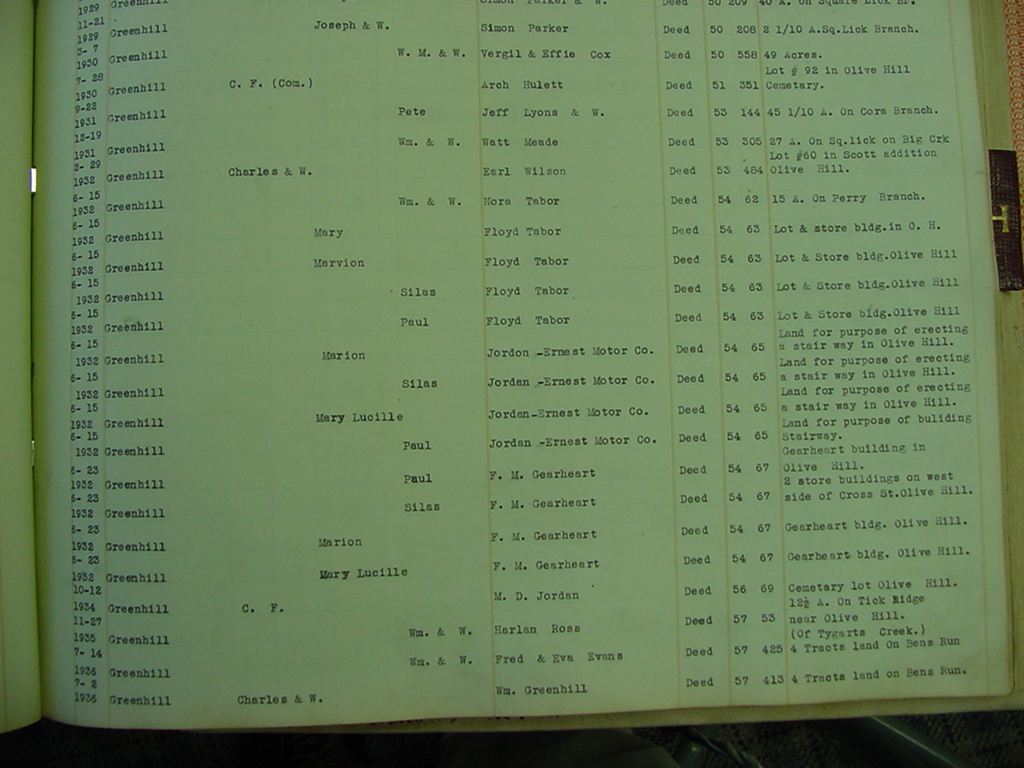 1929 Greenhill Simon Parker & W. Deed 50 209 40 A. on Square Lick Br.
11-21
1929 Greenhill Joseph & W. Simon Parker Deed 50 208 2 1/10 A.Sq.Lick Branch.
3- 7
1930 Greenhill W. M. & W. Vergil & Effie Cox Deed 50 558 49 Acres.
7- 28 Lot # 92 in Olive Hill
1930 Greenhill C. F. (Com.) Arch Hulett Deed 51 351 Cemetary.
9-22
1931 Greenhill Pete Jeff Lyons & W. Deed 53 144 45 1/10 A. On Cora Branch.
12-19
1931 Greenhill Wm. & W. Watt Meade Deed 53 305 27 A. On Sq.lick on Big Crk
2- 29 Lot #60 in Scott addition
1932 Greenhill Charles & W. Earl Wilson Deed 53 484 Olive Hill.
6- 15
1932 Greenhill Wm. & W. Nora Tabor Deed 54 62 15 A. On Perry Branch.
6- 15
1932 Greenhill Mary Floyd Tabor Deed 54 63 Lot & store bldg.in O. H.
6- 15
1932 Greenhill Marvion Floyd Tabor Deed 54 63 Lot & Store bldg.Olive Hill
6- 15
1932 Greenhill Silas Floyd Tabor Deed 54 63 Lot & Store bldg.Olive Hill
6- 15
1932 Greenhill Paul Floyd Tabor Deed 54 63 Lot & Store bldg.Olive Hill
6- 15 Land for purpose of erecting
1932 Greenhill Marion Jordon -Ernest Motor Co. Deed 54 65 a stair way in Olive Hill.
6- 15 Land for purpose of erecting
1932 Greenhill Silas Jordan -Ernest Motor Co. Deed 54 65 a stair way in Olive Hill.
6- 15 Land for purpose of erecting
1932 Greenhill Mary Lucille Jordan-Ernest Motor Co. Deed 54 65 a stair way in Olive Hill.
6- 15 Land for purpose of buliding
1932 Greenhill Paul Jordan -Ernest Motor Co. Deed 54 65 Stairway.
6- 23 Gearheart building in
1932 Greenhill Paul F. M. Gearheart Deed 54 67 Olive Hill.
6- 23 2 store buildings on west
1932 Greenhill Silas F. M. Gearheart Deed 54 67 side of Cross St.Olive Hill.
6- 23
1932 Greenhill Marion F. M. Gearheart Deed 54 67 Gearheart bldg. Olive Hill.
6- 23
1932 Greenhill Mary Lucille F. M. Gearheart Deed 54 67 Gearheart bldg. Olive Hill.
10-12
1934 Greenhill C. F. M. D. Jordan Deed 56 69 Cemetary lot Olive Hill.
11-27 12½ A. On Tick Ridge
1935 Greenhill Wm. & W. Harlan Ross Deed 57 53 near Olive Hill.
(Of Tygarts Creek.)
7- 14
1936 Greenhill Wm. & W. Fred & Eva Evans Deed 57 425 4 Tracts land On Bens Run
7- 2
1936 Greenhill Charles & W. Wm. Greenhill Deed 57 413 4 Tracts land on Bens Run.
H